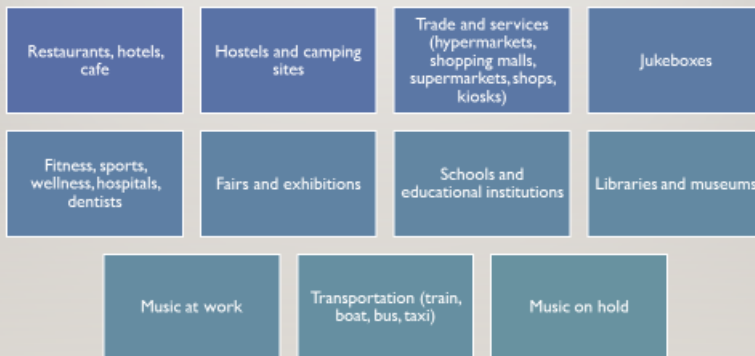 Restaurants, hotels,
cafe
Hostels and camping
sites
Trade and services
(hypermarkets,
shopping malls,
supermarkets, shops,
kiosks)
Jukeboxes
Fitness, sports,
wellness, hospitals,
dentists
Fairs and exhibitions
Schools and
educational institutions
Libraries and museums
Music at work
Transportation (train,
boat, bus, taxi)
Music on hold